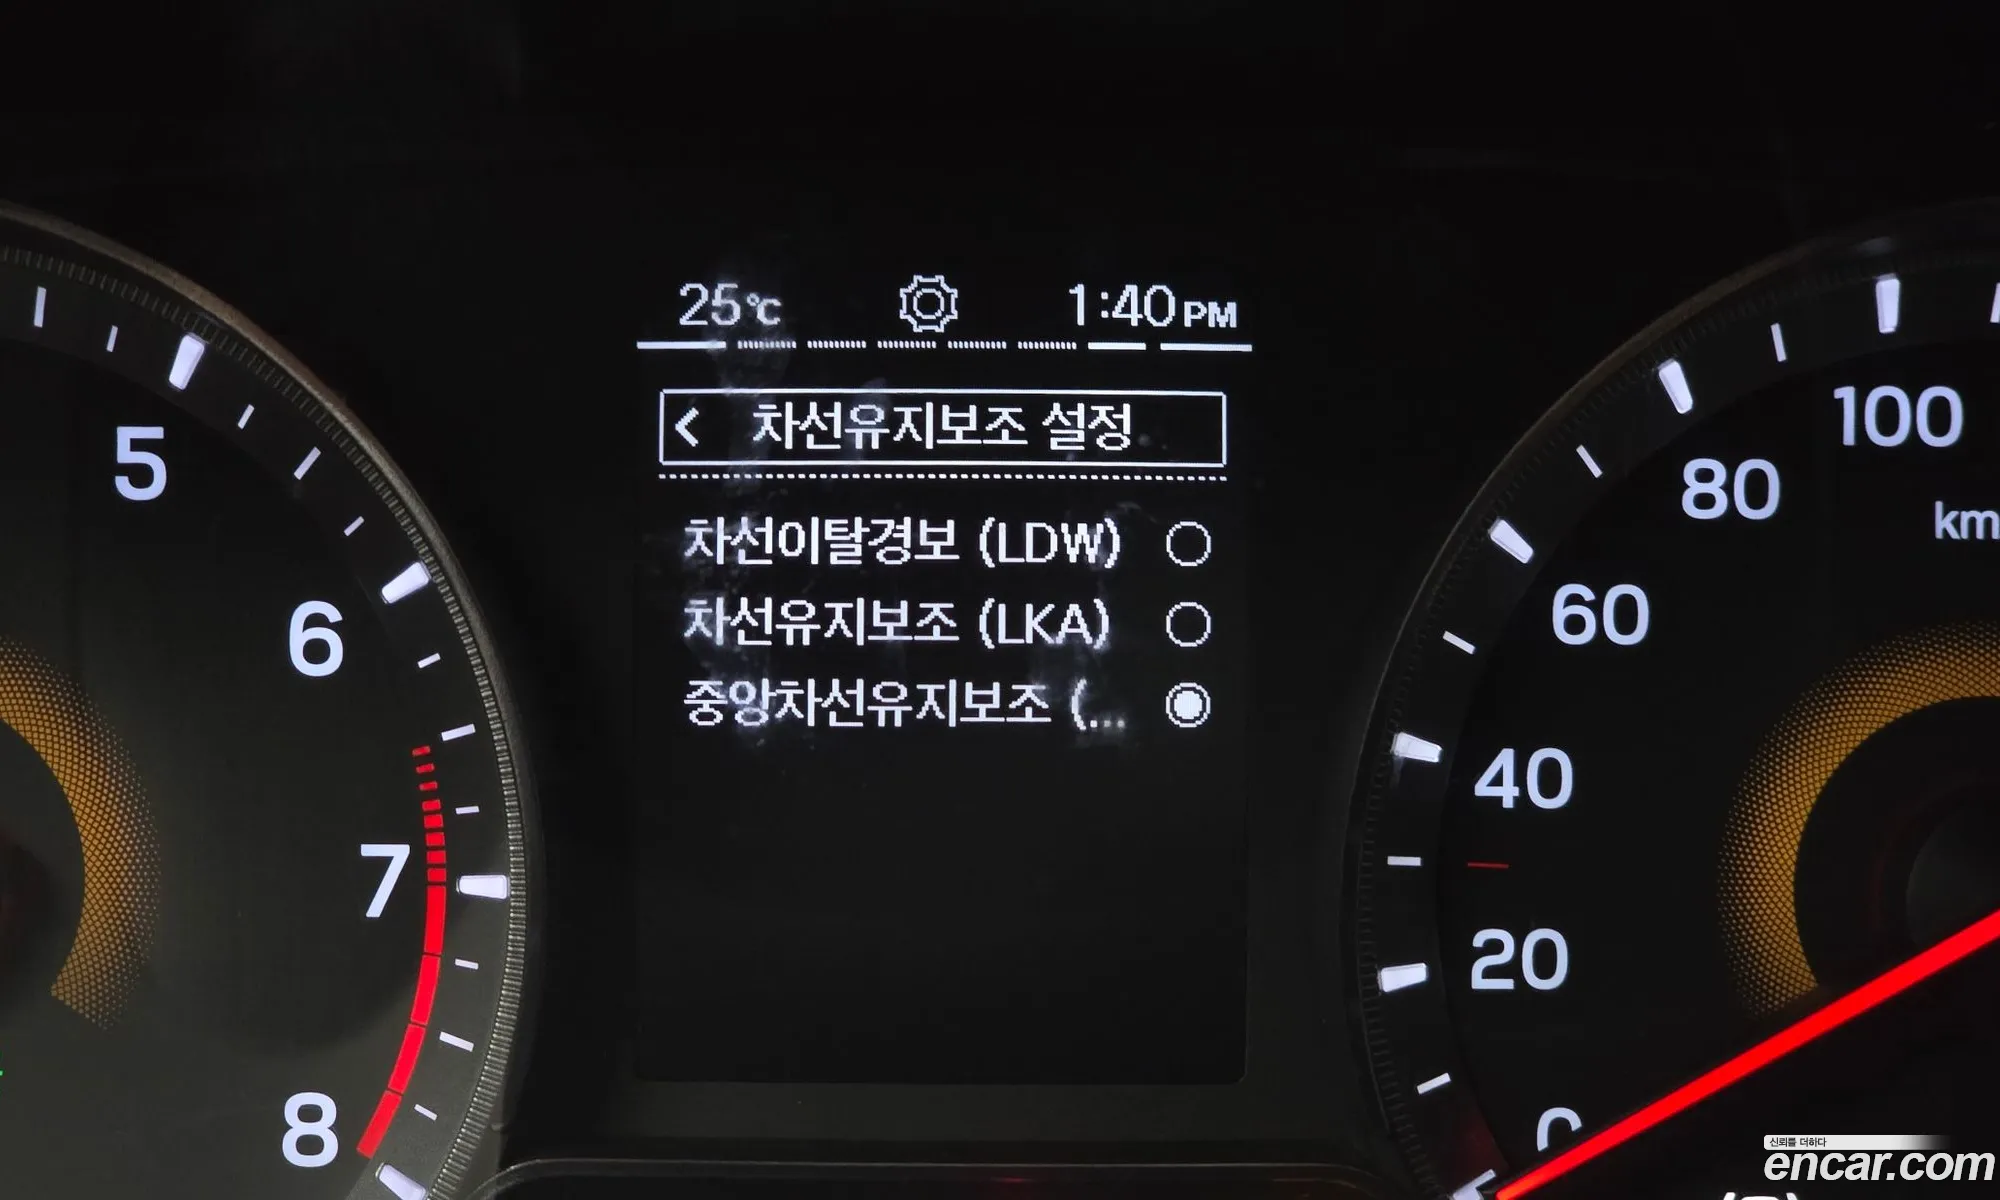 25°C 1:40 PM
< 차선유지보조 설정
차선이탈경보 (LDW)
차선유지보조 (LKA)
중앙차선유지보조 (...
5
6
7
8
100
80
km
60
40
20
0
신뢰를 더하다
encar.com